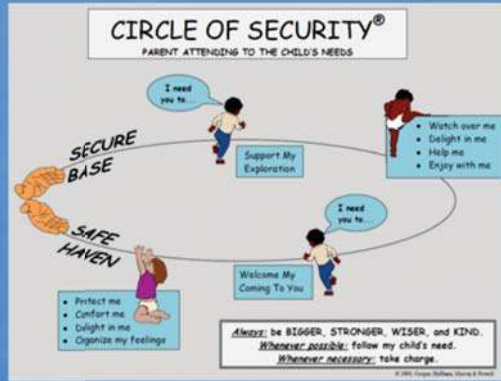 CIRCLE OF SECURITY®
PARENT ATTENDING TO THE CHILD'S NEEDS
I need
you to...
SECURE
BASE
Support My
Exploration
• Watch over me
• Delight in me
• Help me
• Enjoy with me
I need
you to...
SAFE
HAVEN
Welcome My
Coming To You
• Protect me
• Comfort me
• Delight in me
• Organize my feelings
Always: be BIGGER, STRONGER, WISER, and KIND.
Whenever possible: follow my child's need.
Whenever necessary: take charge.